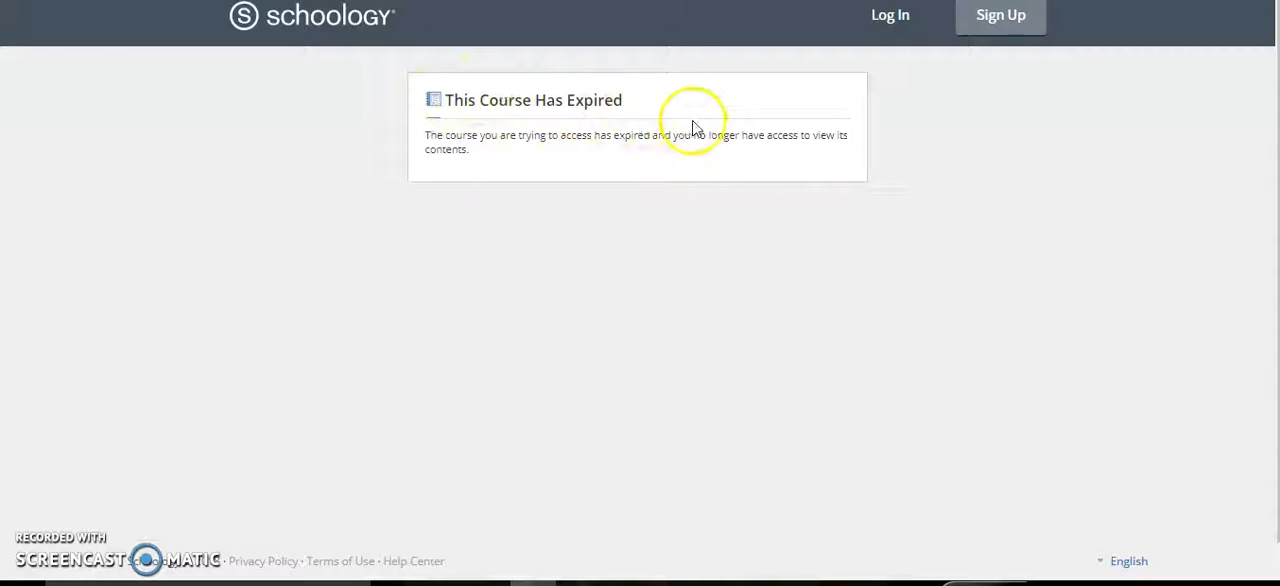 schoology®
Log In
Sign Up
This Course Has Expired
The course you are trying to access has expired and you no longer have access to view its
contents.
RECORDED WITH
SCREENCAST MATIC
· Privacy Policy · Terms of Use · Help Center
English